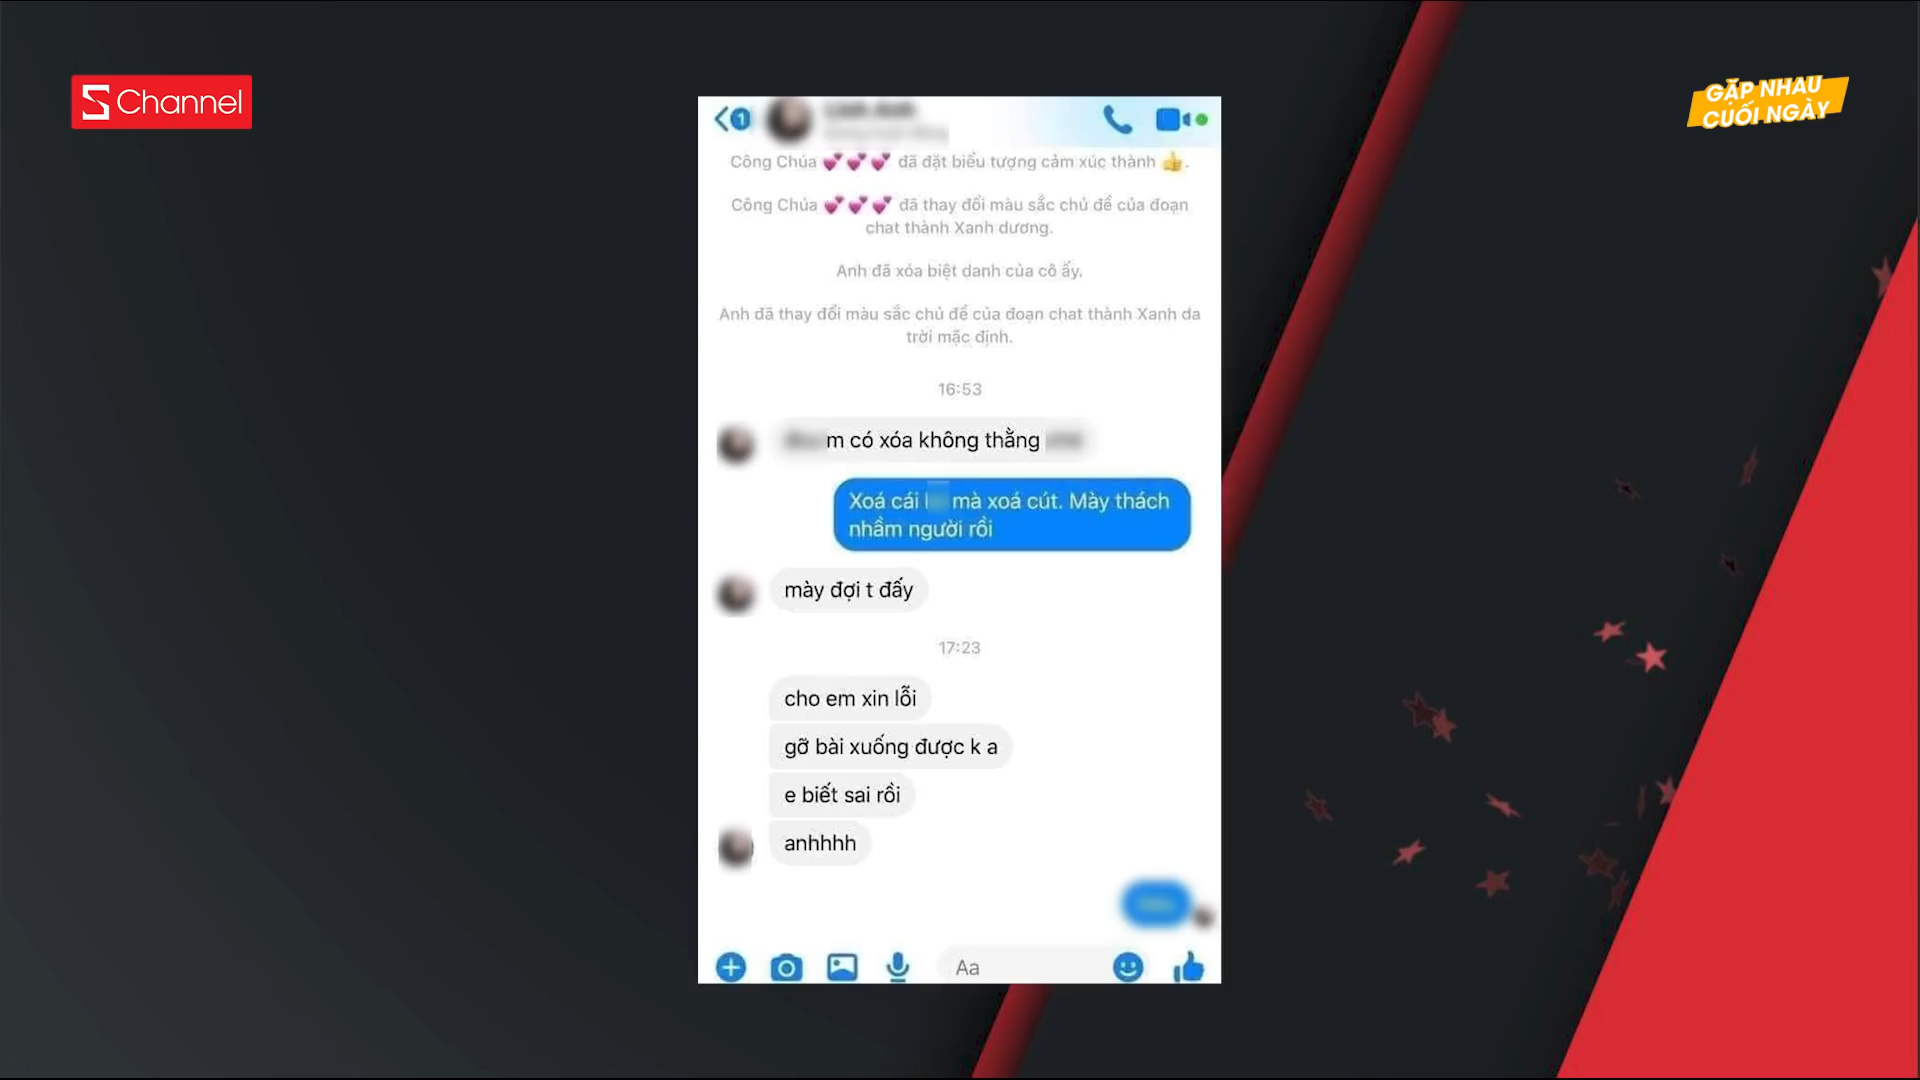 S Channel
GẶP NHAU
CUỐI NGÀY
1
Công Chúa 💕💕💕 đã đặt biểu tượng cảm xúc thành 👍.
Công Chúa 💕💕💕 đã thay đổi màu sắc chủ đề của đoạn
chat thành Xanh dương.
Anh đã xóa biệt danh của cô ấy.
Anh đã thay đổi màu sắc chủ đề của đoạn chat thành Xanh da
trời mặc định.
16:53
m có xóa không thằng
Xoá cái l mà xoá cút. Mày thách
nhầm người rồi
mày đợi t đấy
17:23
cho em xin lỗi
gỡ bài xuống được k a
e biết sai rồi
anhhhh
Aa